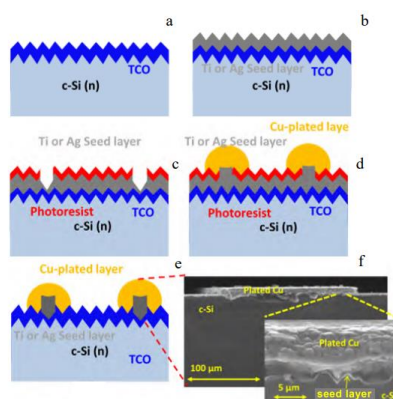 a
TCO
c-Si (n)
b
Ti or Ag Seed layer
TCO
c-Si (n)
Ti or Ag Seed layer
c
Photoresist
TCO
c-Si (n)
Cu-plated laye
Ti or Ag Seed layer
d
Photoresist
TCO
c-Si (n)
Cu-plated layer
e
Ti or Ag Seed layer
c-Si (n)
TCO
f
Plated Cu
c-Si
100 µm
Plated Cu
5 µm
seed layer
c-S